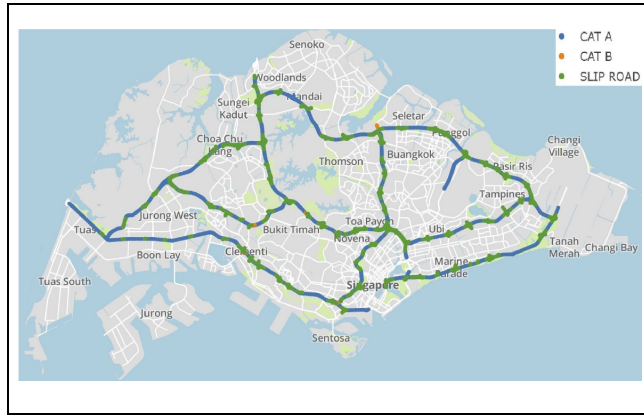 CAT A
CAT B
SLIP ROAD
Senoko
Woodlands
Mandai
Sungei
Kadut
Seletar
Punggol
Choa Chu
Kang
Changi
Village
Thomson
Buangkok
Pasir Ris
Tampines
Jurong West
Toa Payoh
Ubi
Tuas
Bukit Timah
Novena
Boon Lay
Clementi
Tanah
Merah
Changi Bay
Marine
Parade
Tuas South
Singapore
Jurong
Sentosa